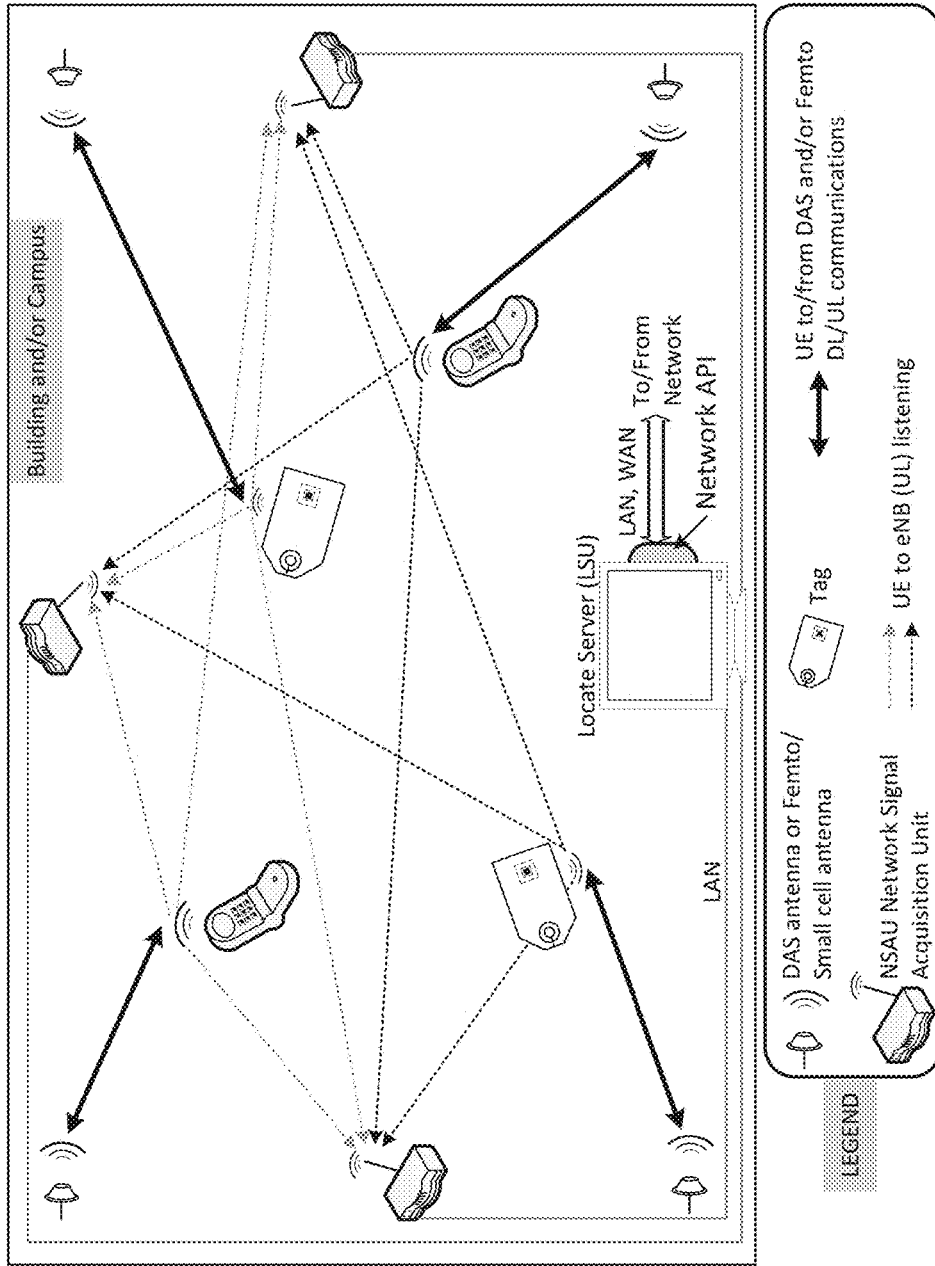 Building and/or Campus
Locate Server (LSU)
LAN, WAN
To/From
Network
Network API
LAN
LEGEND
DAS antenna or Femto/
Small cell antenna
Tag
UE to/from DAS and/or Femto
DL/UL communications
NSAU Network Signal
Acquisition Unit
UE to eNB (UL) listening